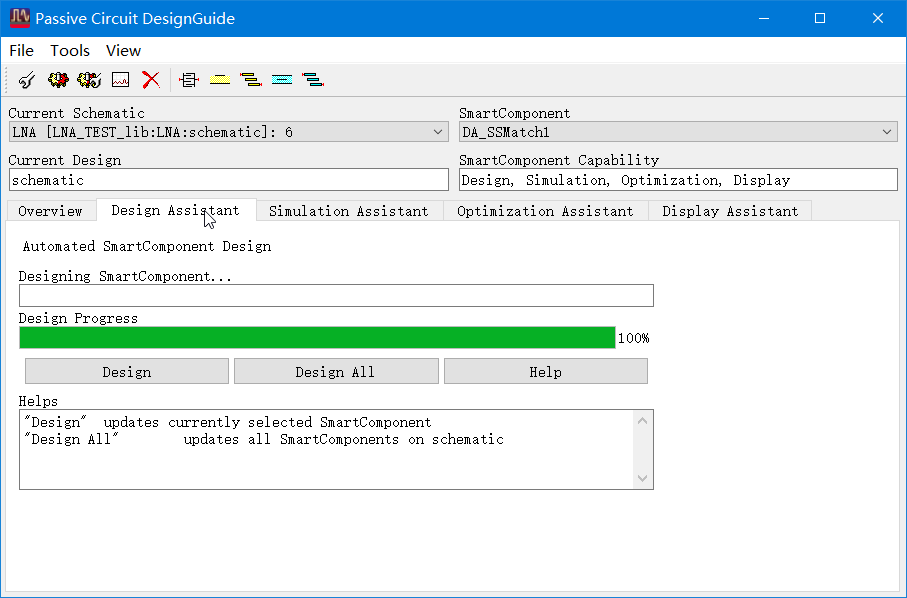 Passive Circuit DesignGuide
File Tools View
Current Schematic
SmartComponent
LNA [LNA_TEST_lib:LNA:schematic]: 6
DA_SSMatch1
Current Design
SmartComponent Capability
schematic
Design, Simulation, Optimization, Display
Overview Design Assistant Simulation Assistant Optimization Assistant Display Assistant
Automated SmartComponent Design
Designing SmartComponent...
Design Progress
100%
Design Design All Help
Helps
"Design" updates currently selected SmartComponent
"Design All" updates all SmartComponents on schematic